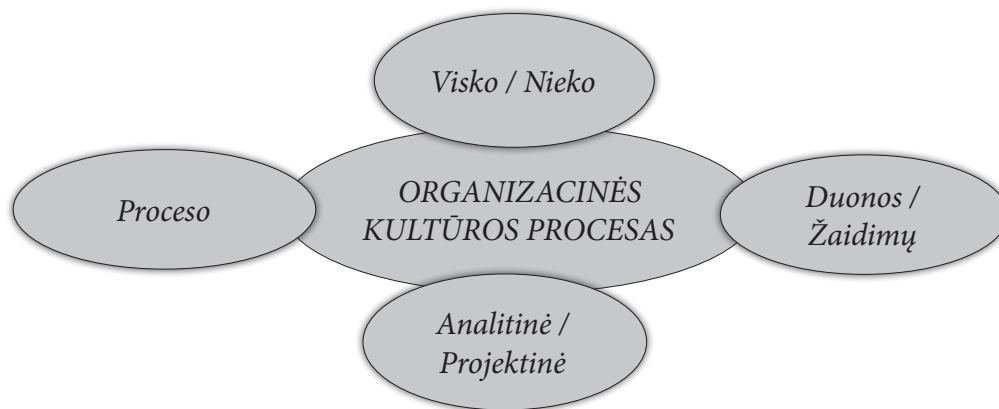 Visko / Nieko
Proceso
ORGANIZACINĖS
KULTŪROS PROCESAS
Duonos /
Žaidimų
Analitinė /
Projektinė